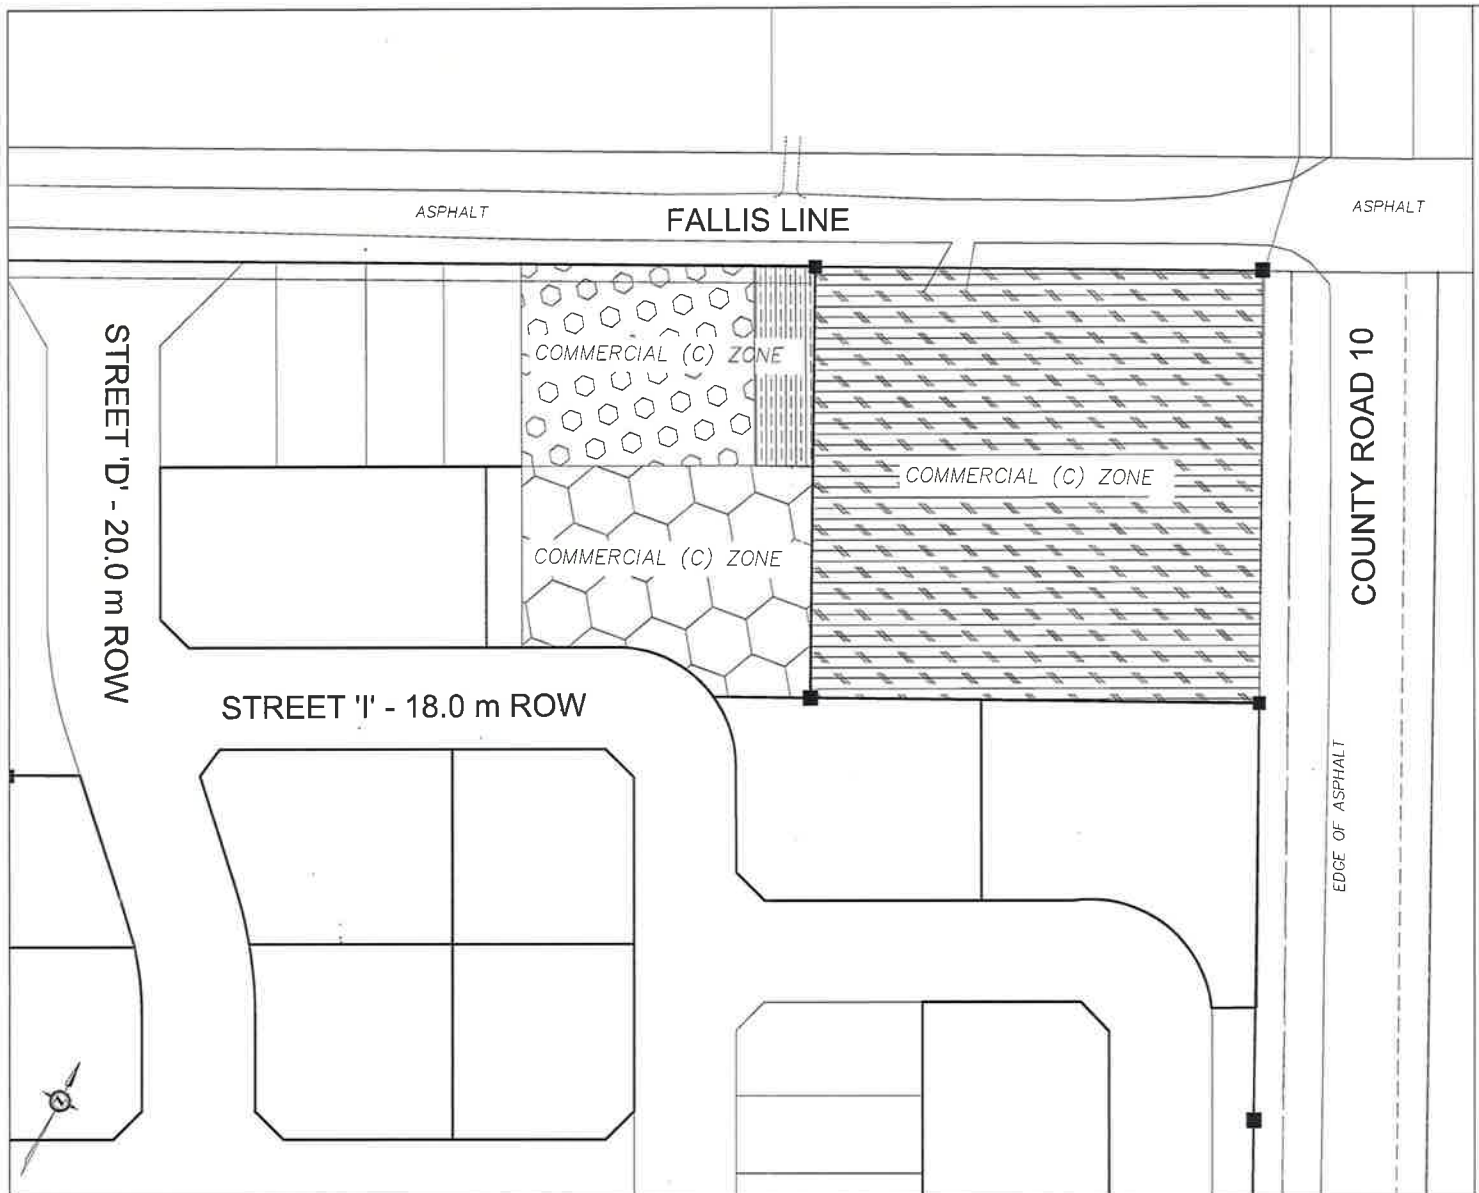 ASPHALT
FALLIS LINE
ASPHALT
COMMERCIAL (C) ZONE
COMMERCIAL (C) ZONE
COMMERCIAL (C) ZONE
STREET 'D' - 20.0 m ROW
COUNTY ROAD 10
STREET 'I' - 18.0 m ROW
EDGE OF ASPHALT